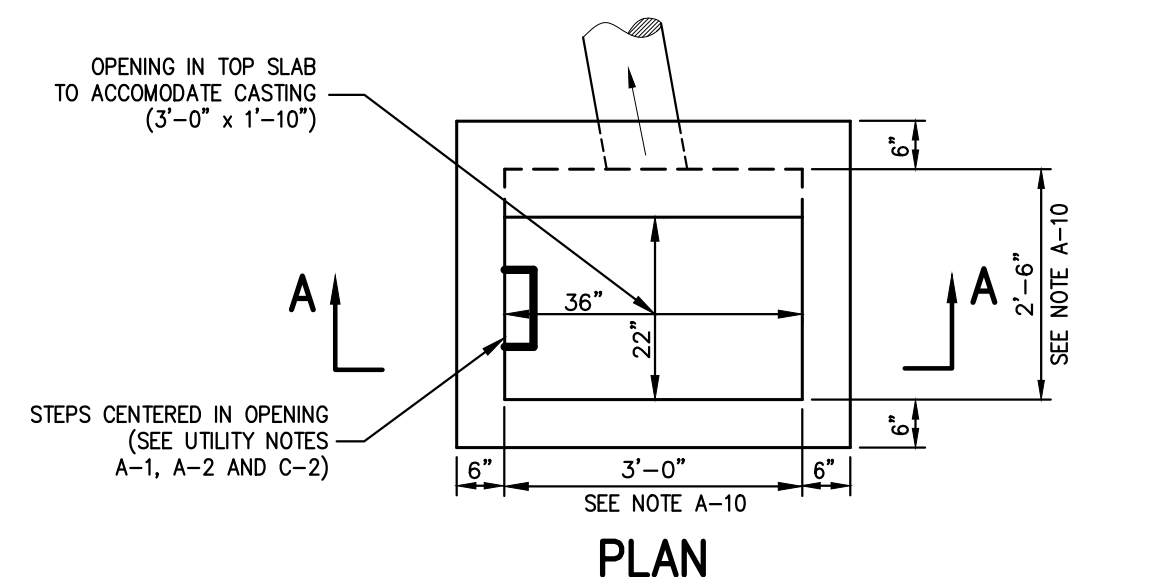 OPENING IN TOP SLAB
TO ACCOMODATE CASTING
(3'-0" x 1'-10")
6"
A
36"
22"
A
2'-6"
SEE NOTE A-10
STEPS CENTERED IN OPENING
(SEE UTILITY NOTES
A-1, A-2 AND C-2)
6"
6"
3'-0"
6"
SEE NOTE A-10
PLAN